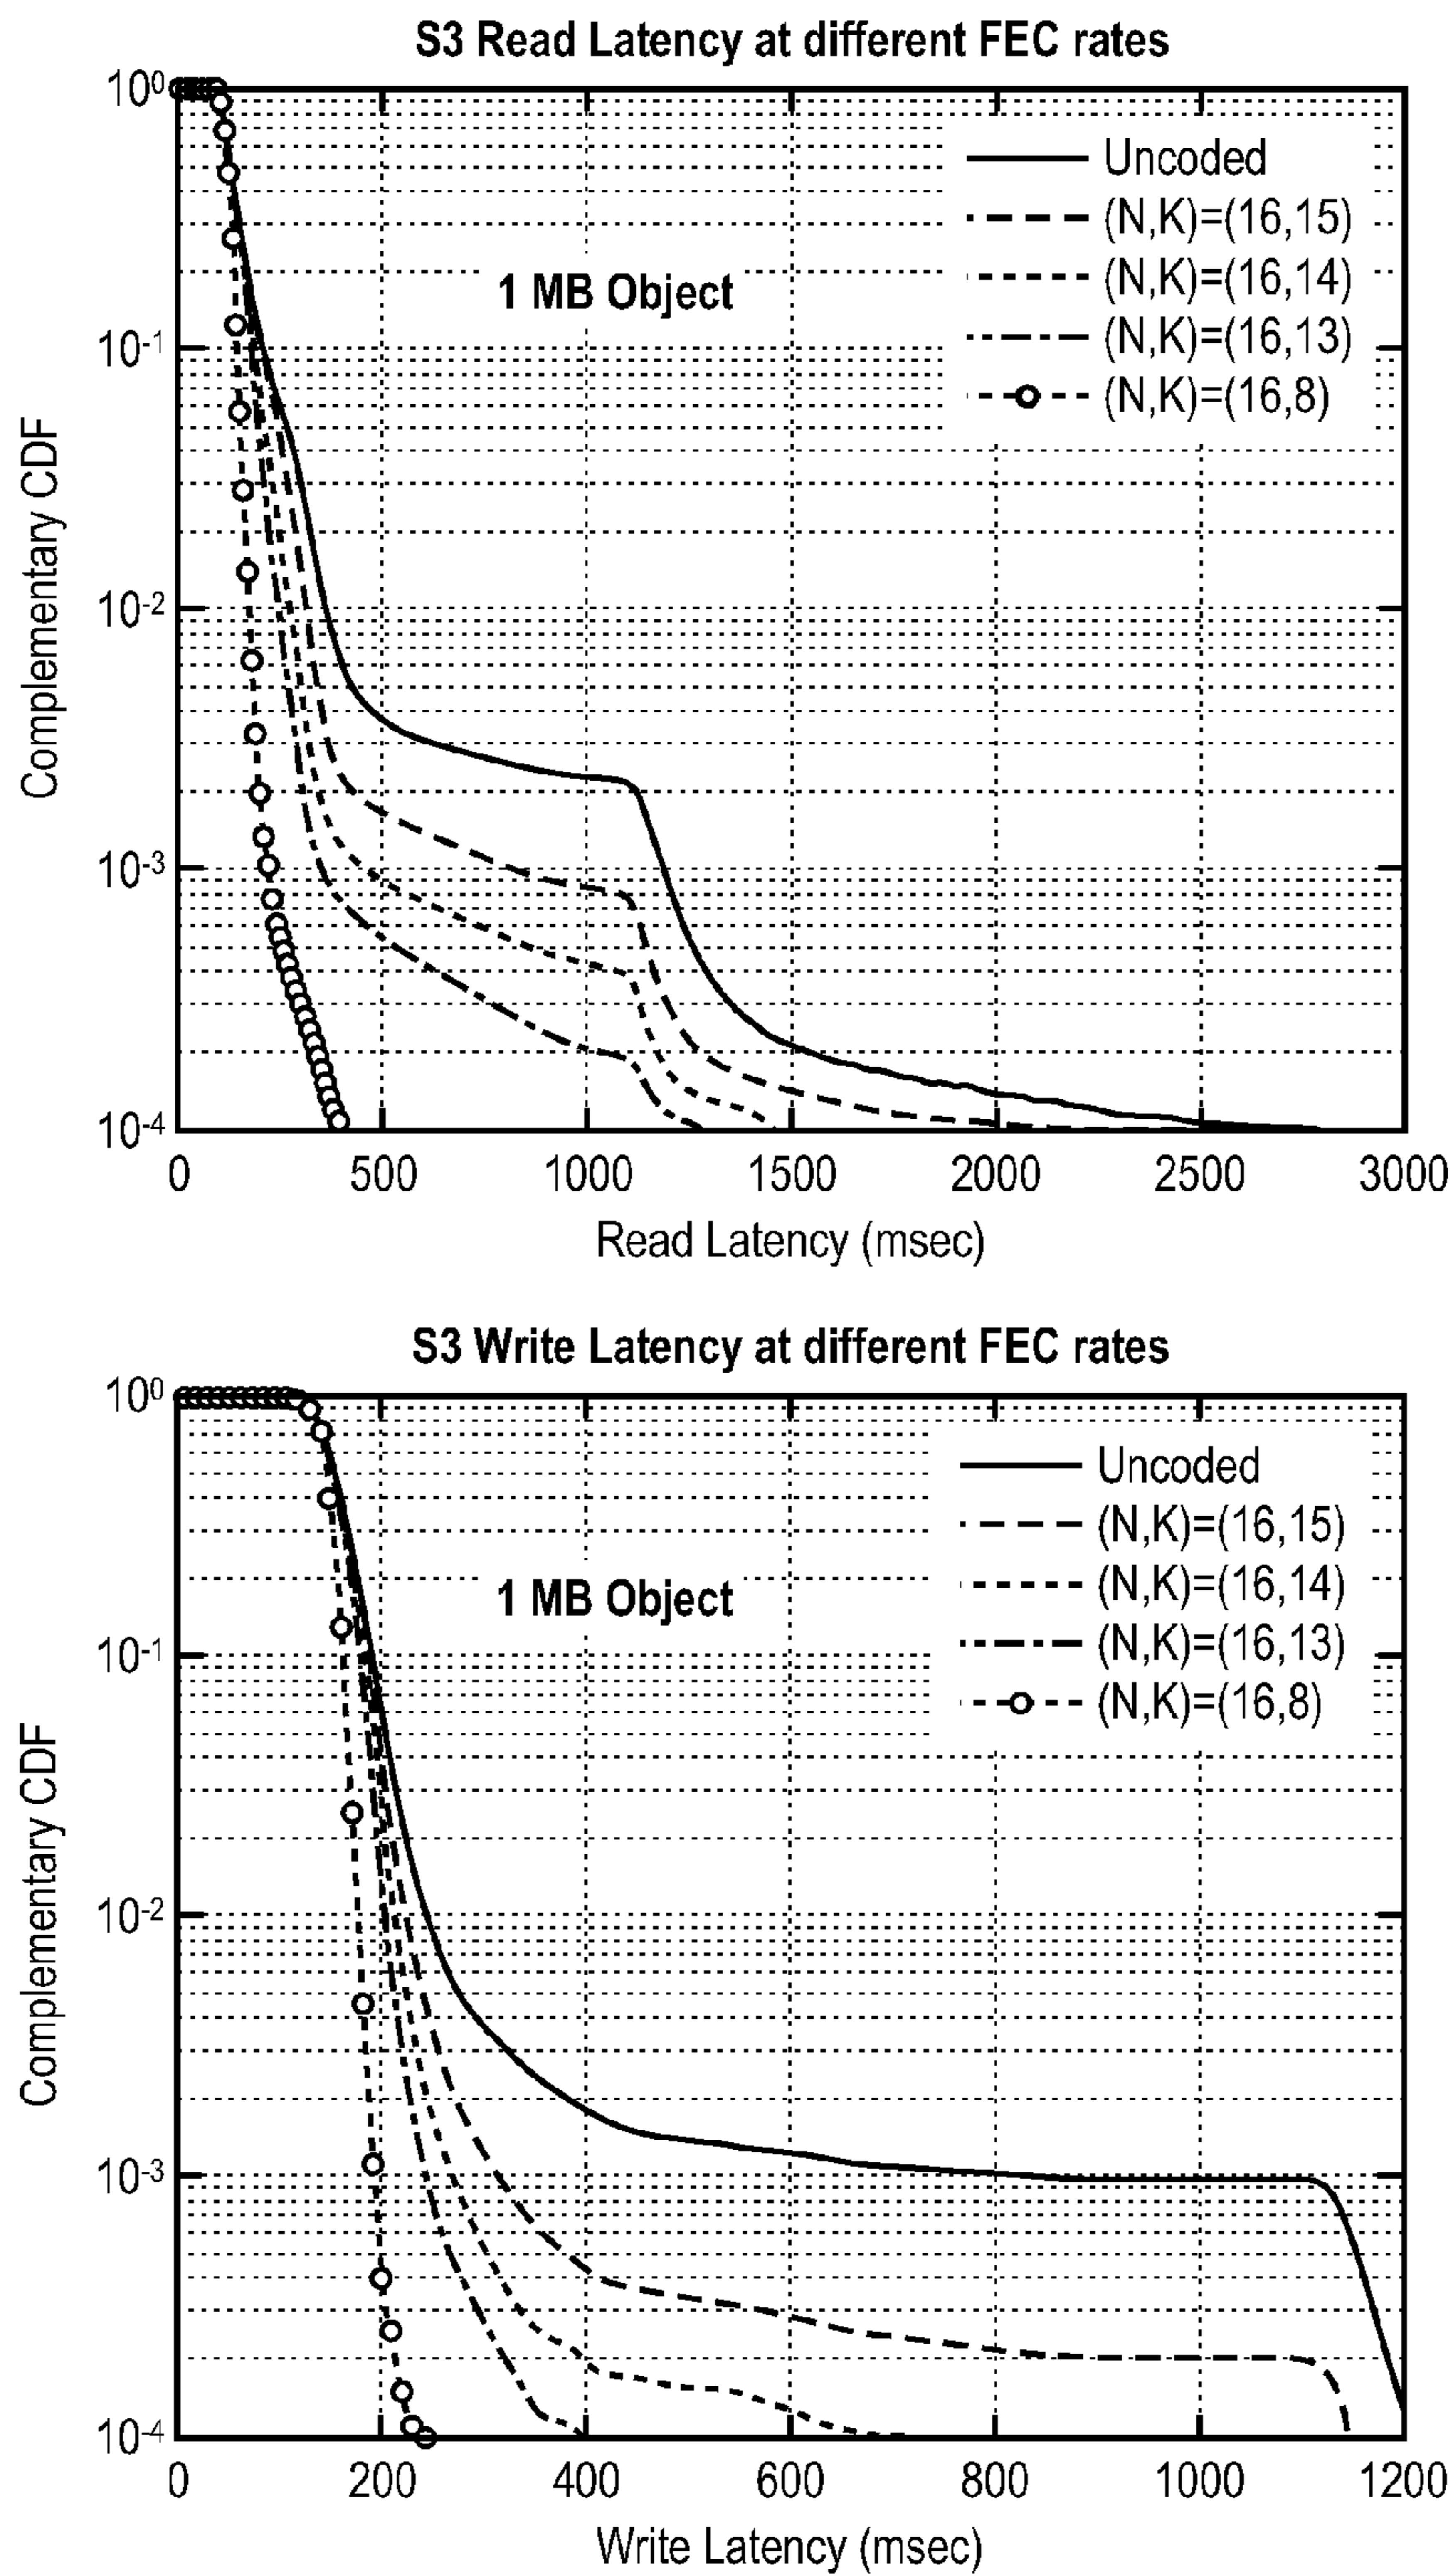 S3 Read Latency at different FEC rates
10⁰
Uncoded
(N,K)=(16,15)
(N,K)=(16,14)
(N,K)=(16,13)
(N,K)=(16,8)
1 MB Object
10⁻¹
10⁻²
10⁻³
10⁻⁴
Complementary CDF
0 500 1000 1500 2000 2500 3000
Read Latency (msec)
S3 Write Latency at different FEC rates
10⁰
Uncoded
(N,K)=(16,15)
(N,K)=(16,14)
(N,K)=(16,13)
(N,K)=(16,8)
1 MB Object
10⁻¹
10⁻²
10⁻³
10⁻⁴
Complementary CDF
0 200 400 600 800 1000 1200
Write Latency (msec)